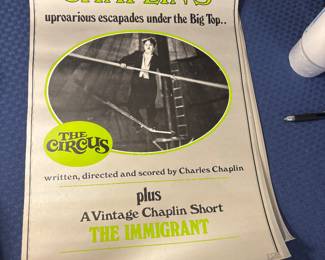 CHAPLIN'S
uproarious escapades under the Big Top..
THE
CIRCUS
written, directed and scored by Charles Chaplin
plus
A Vintage Chaplin Short
THE IMMIGRANT